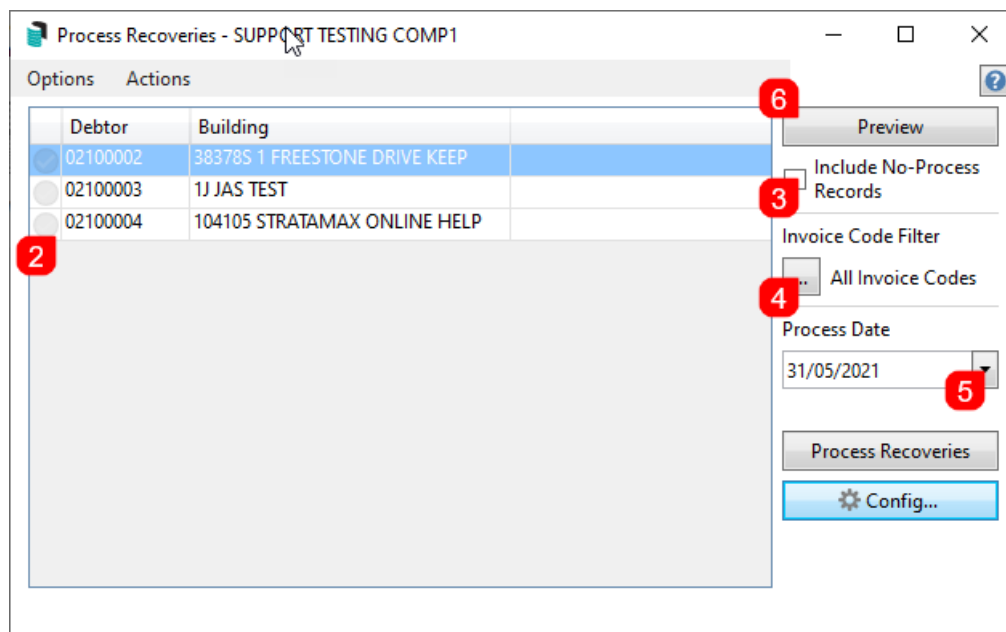 Process Recoveries - SUPPORT TESTING COMP1
Options Actions
?
Debtor Building
02100002 38378S 1 FREESTONE DRIVE KEEP
02100003 1J JAS TEST
02100004 104105 STRATAMAX ONLINE HELP
2
6
Preview
Include No-Process
Records
3
Invoice Code Filter
... All Invoice Codes
4
Process Date
31/05/2021
5
Process Recoveries
Config...